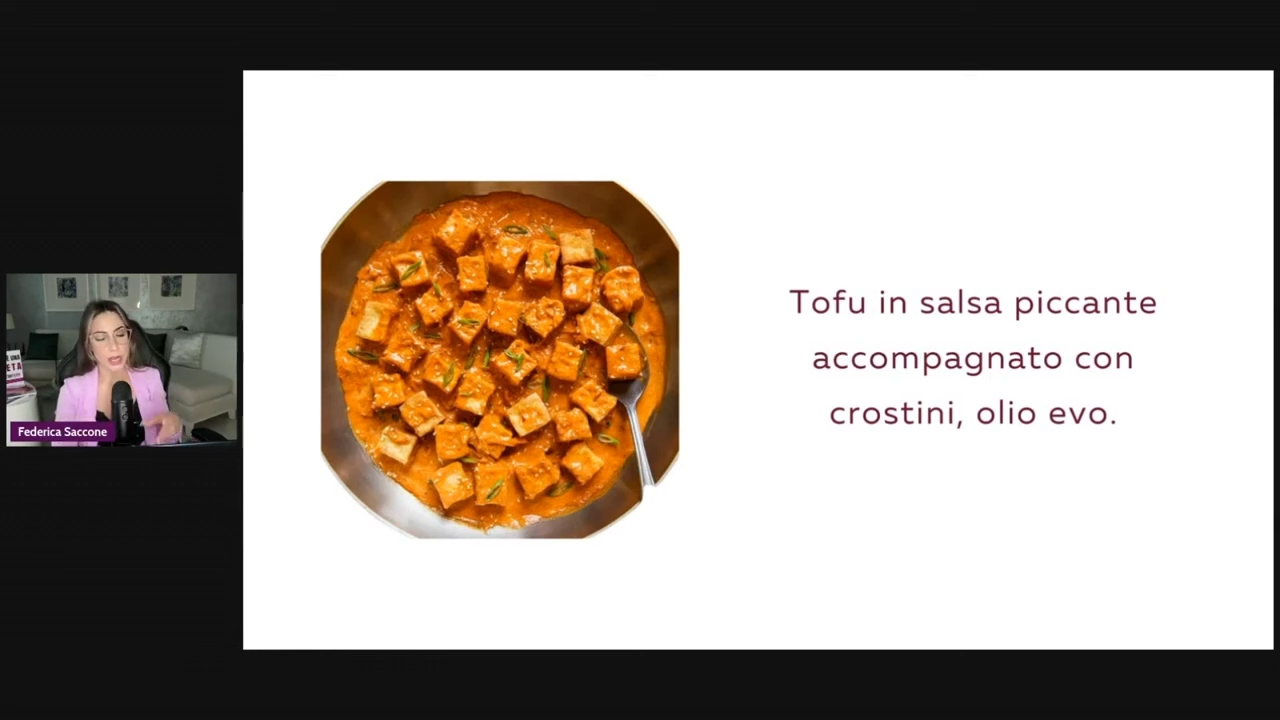 Tofu in salsa piccante
accompagnato con
crostini, olio evo.
Federica Saccone